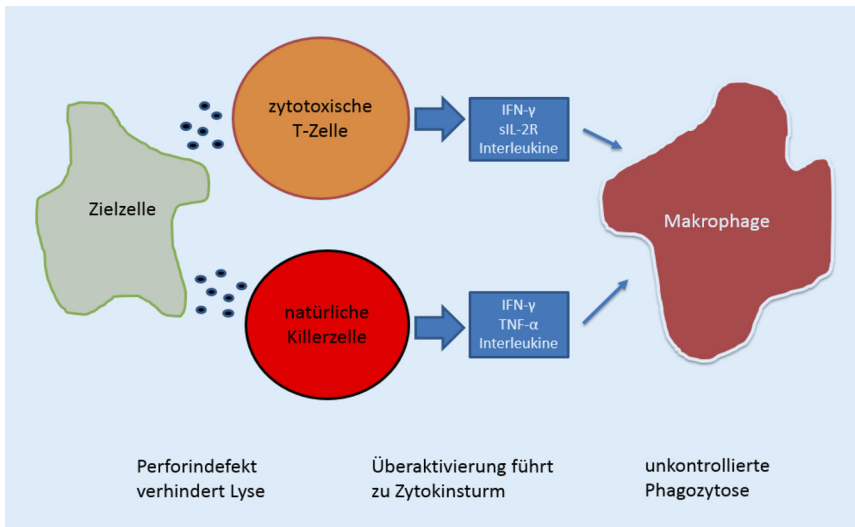 zytotoxische
T-Zelle
IFN-γ
sIL-2R
Interleukine
Zielzelle
Makrophage
natürliche
Killerzelle
IFN-γ
TNF-α
Interleukine
Perforindefekt
verhindert Lyse
Überaktivierung führt
zu Zytokinsturm
unkontrollierte
Phagozytose